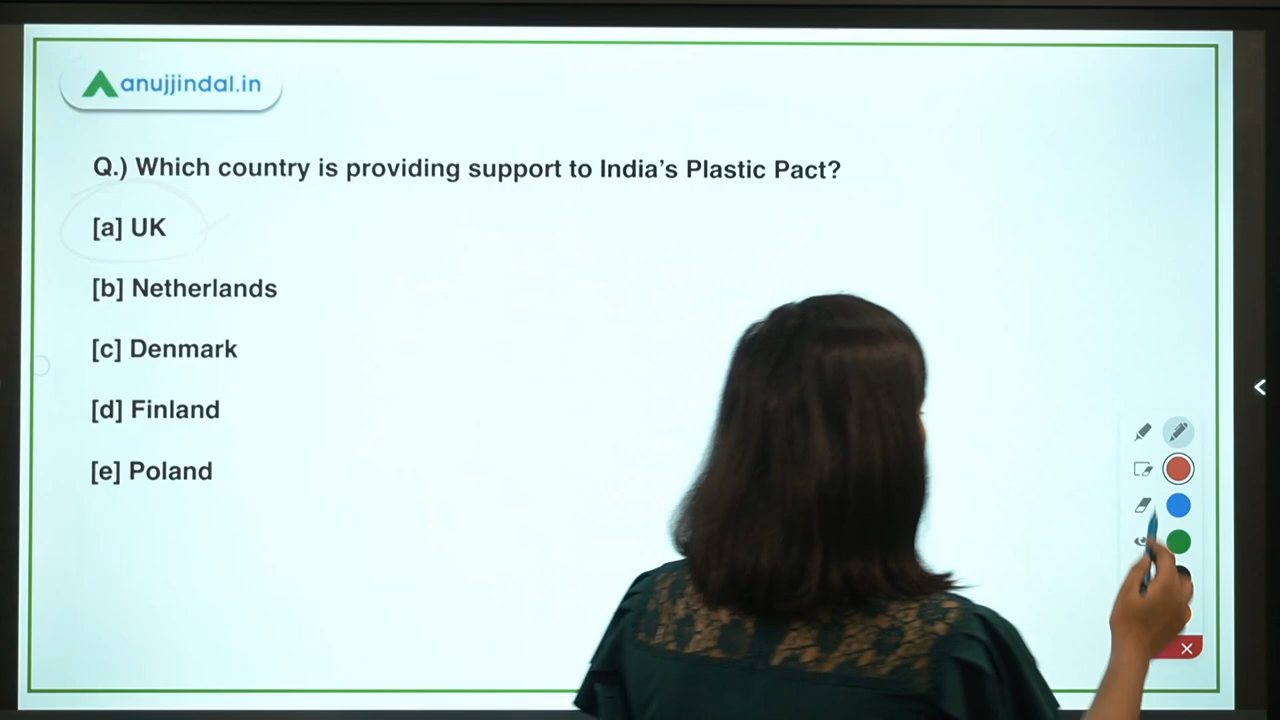 anujjindal.in
Q.) Which country is providing support to India's Plastic Pact?
[a] UK
[b] Netherlands
[c] Denmark
[d] Finland
[e] Poland